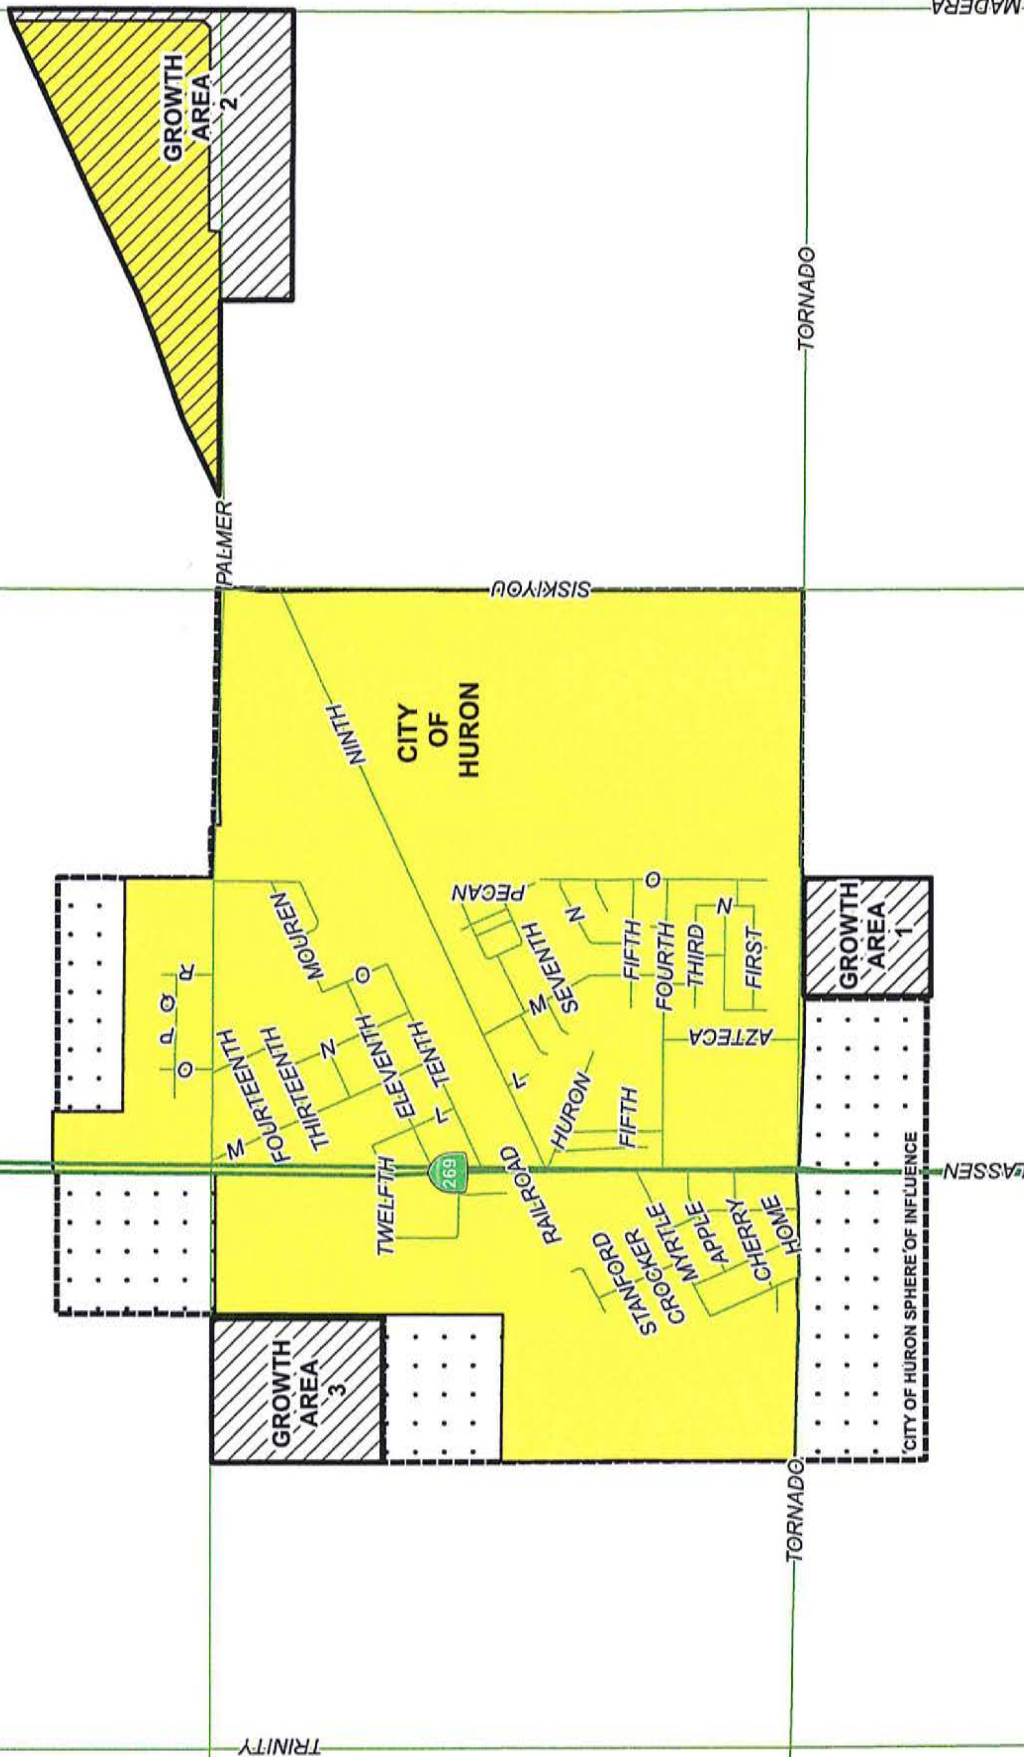 MADERA
GROWTH
AREA
2
TORNADO
PALMER
SISKIYOU
NINTH
CITY
OF
HURON
MOUREN
PECAN
O
N
N
R
Q
P
O
O
SEVENTH
M
FIFTH
FOURTH
THIRD
FIRST
GROWTH
AREA
1
FOURTEENTH
THIRTEENTH
N
ELEVENTH
TENTH
L
L
AZTECA
M
HURON
FIFTH
TWELFTH
269
RAILROAD
LASSEN
STANFORD
CROCKER
MYRTLE
APPLE
CHERRY
HOME
GROWTH
AREA
3
CITY OF HURON SPHERE OF INFLUENCE
TORNADO
TRINITY